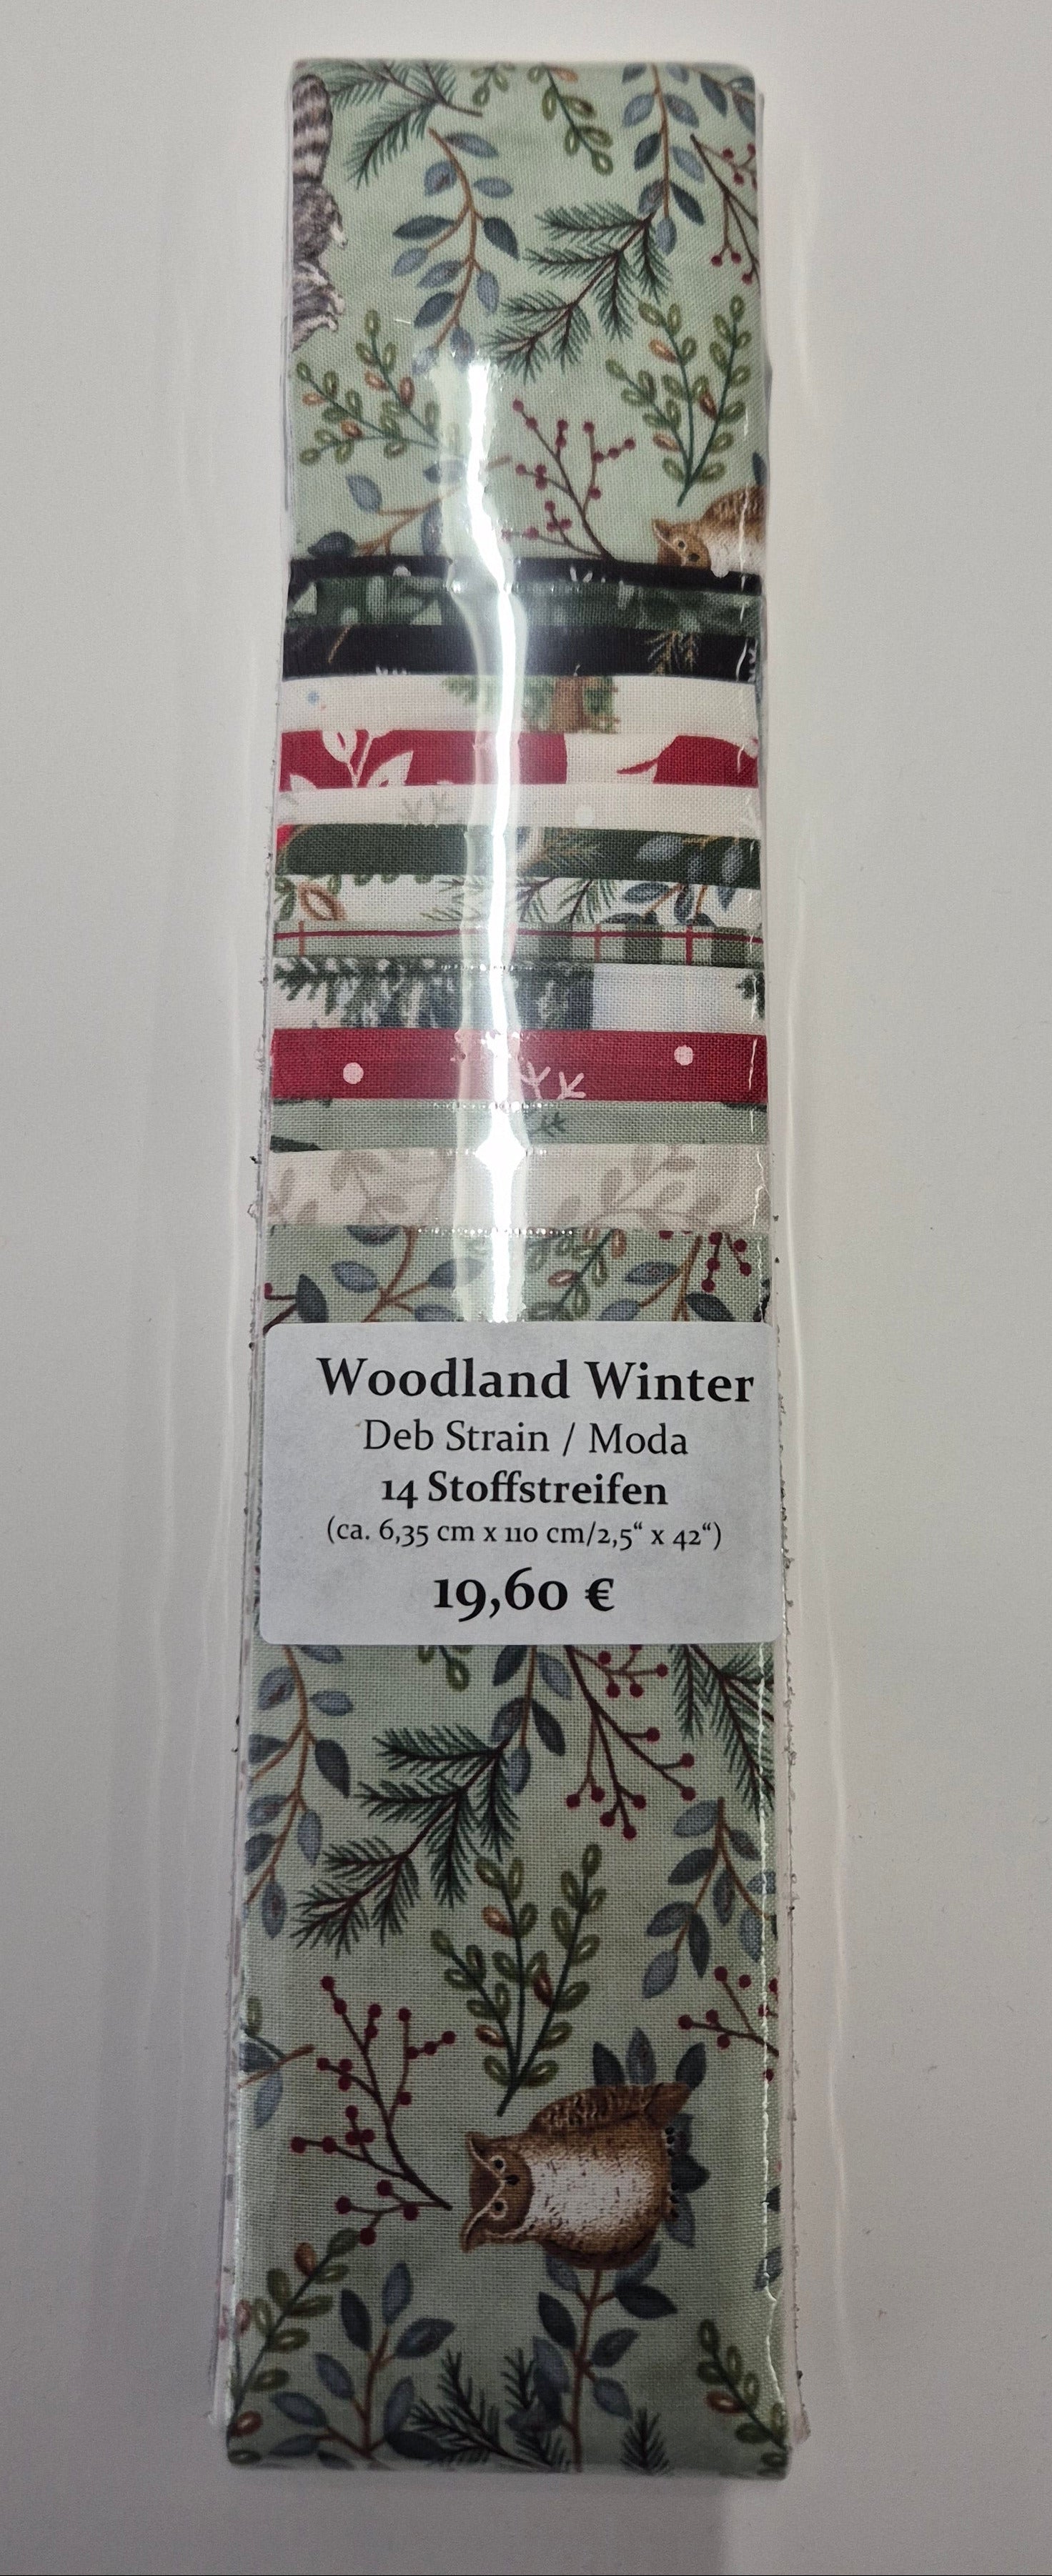 Woodland Winter
Deb Strain / Moda
14 Stoffstreifen
(ca. 6,35 cm x 110 cm/2,5“ x 42“)
19,60 €